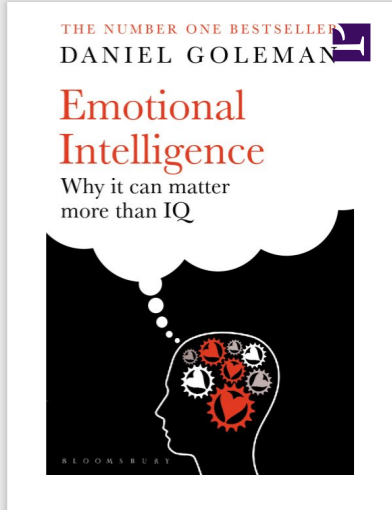 THE NUMBER ONE BESTSELLER
DANIEL GOLEMAN
Emotional
Intelligence
Why it can matter
more than IQ
BLOOMSBURY